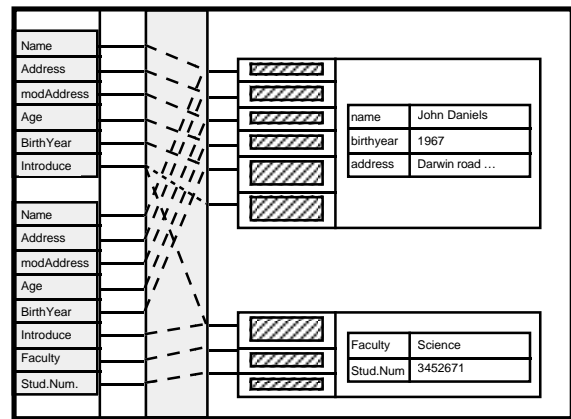 Name
Address
modAddress
Age
BirthYear
Introduce
Name
Address
modAddress
Age
BirthYear
Introduce
Faculty
Stud.Num.
name John Daniels
birthyear 1967
address Darwin road ...
Faculty Science
Stud.Num 3452671